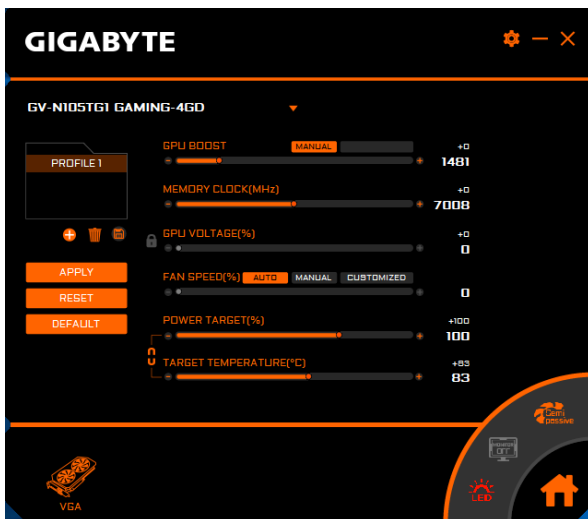 GIGABYTE
GV-N105TG1 GAMING-4GD
PROFILE 1
GPU BOOST MANUAL +0
1481
MEMORY CLOCK(MHz) +0
7008
GPU VOLTAGE(%) +0
0
APPLY
RESET
DEFAULT
FAN SPEED(%) AUTO MANUAL CUSTOMIZED
0
POWER TARGET(%) +100
100
TARGET TEMPERATURE(°C) +83
83
Semi
passive
MONITOR
OFF
LED
VGA